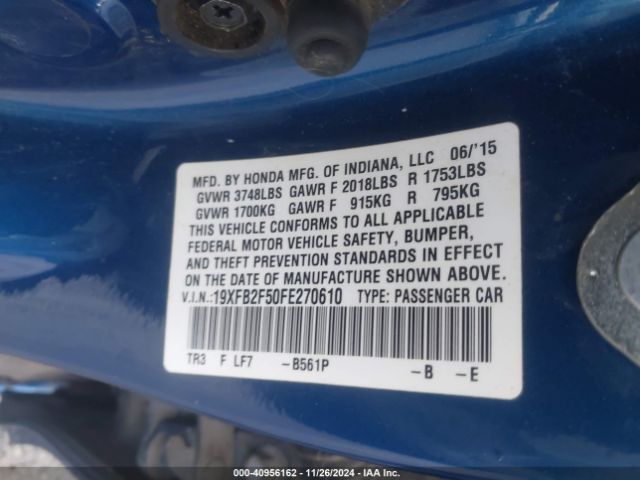 MFD. BY HONDA MFG. OF INDIANA, LLC 06/'15
GVWR 3748LBS GAWR F 2018LBS R 1753LBS
GVWR 1700KG GAWR F 915KG R 795KG
THIS VEHICLE CONFORMS TO ALL APPLICABLE
FEDERAL MOTOR VEHICLE SAFETY, BUMPER,
AND THEFT PREVENTION STANDARDS IN EFFECT
ON THE DATE OF MANUFACTURE SHOWN ABOVE.
V.I.N.:19XFB2F50FE270610 TYPE: PASSENGER CAR
TR3 F LF7 -B561P -B -E
000-40956162 - 11/26/2024 - IAA Inc.